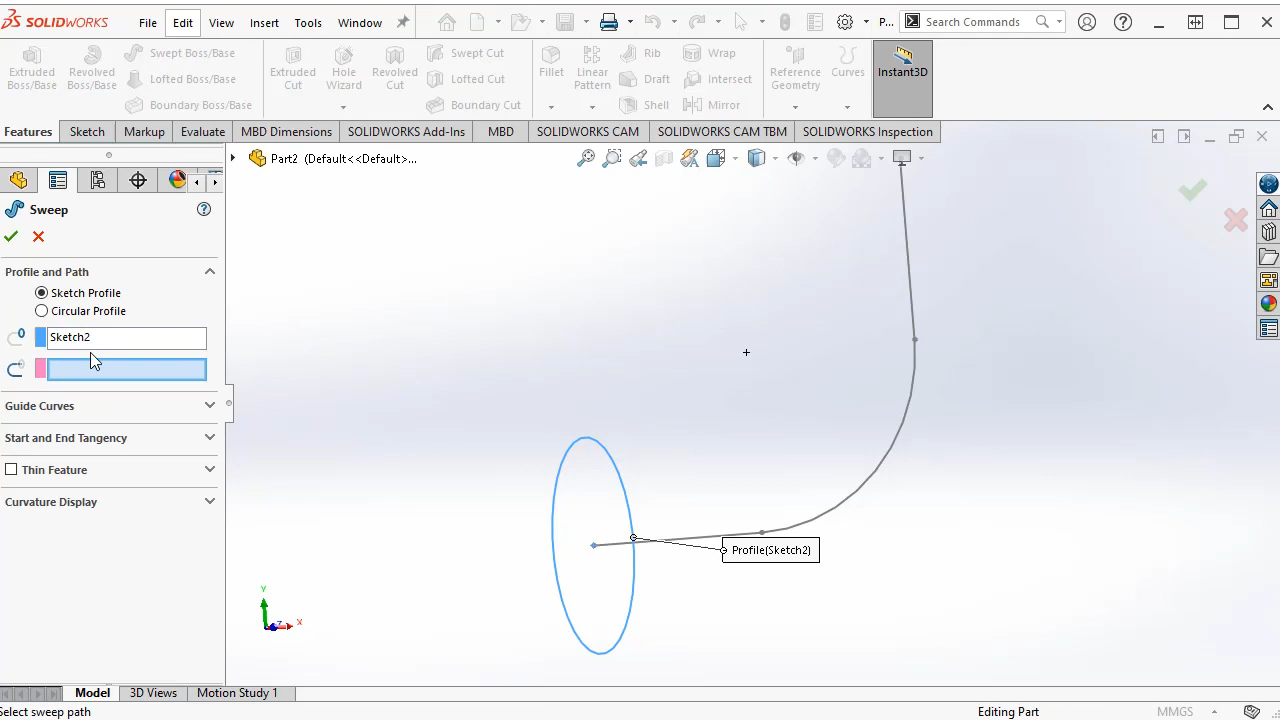 SOLIDWORKS File Edit View Insert Tools Window P... Search Commands
Extruded Boss/Base
Revolved Boss/Base
Swept Boss/Base
Lofted Boss/Base
Boundary Boss/Base
Extruded Cut
Hole Wizard
Revolved Cut
Swept Cut
Lofted Cut
Boundary Cut
Fillet
Linear Pattern
Rib
Draft
Shell
Wrap
Intersect
Mirror
Reference Geometry
Curves
Instant3D
Features Sketch Markup Evaluate MBD Dimensions SOLIDWORKS Add-Ins MBD SOLIDWORKS CAM SOLIDWORKS CAM TBM SOLIDWORKS Inspection
Part2 (Default<<Default>...
Sweep
Profile and Path
Sketch Profile
Circular Profile
Sketch2
Guide Curves
Start and End Tangency
Thin Feature
Curvature Display
Profile(Sketch2)
Y
Z X
Model 3D Views Motion Study 1
Select sweep path Editing Part MMGS